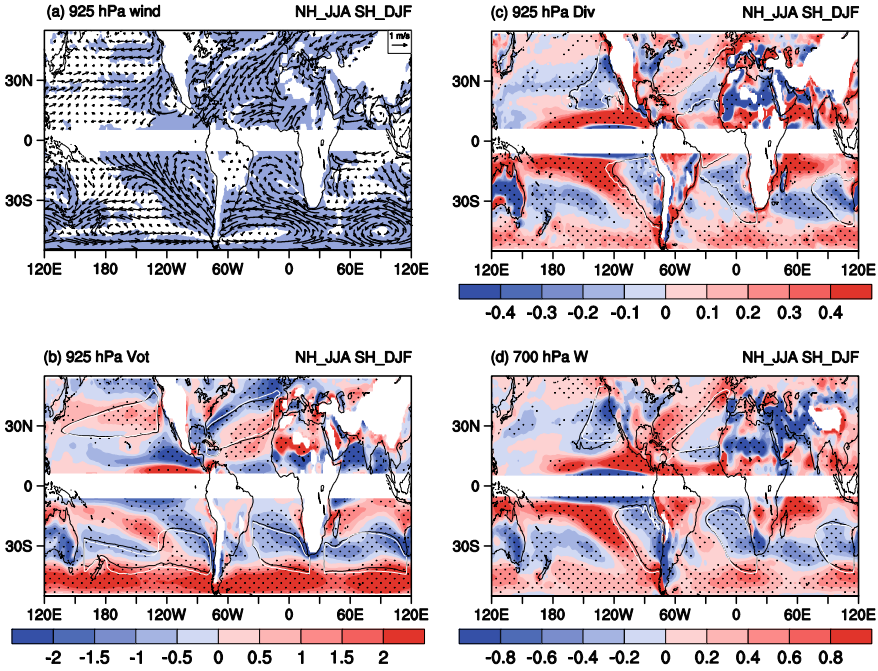 (a) 925 hPa wind NH_JJA SH_DJF
1 m/s
30N
0
30S
120E 180 120W 60W 0 60E 120E
(c) 925 hPa Div NH_JJA SH_DJF
30N
0
30S
120E 180 120W 60W 0 60E 120E
-0.4 -0.3 -0.2 -0.1 0 0.1 0.2 0.3 0.4
(b) 925 hPa Vot NH_JJA SH_DJF
30N
0
30S
120E 180 120W 60W 0 60E 120E
-2 -1.5 -1 -0.5 0 0.5 1 1.5 2
(d) 700 hPa W NH_JJA SH_DJF
30N
0
30S
120E 180 120W 60W 0 60E 120E
-0.8 -0.6 -0.4 -0.2 0 0.2 0.4 0.6 0.8